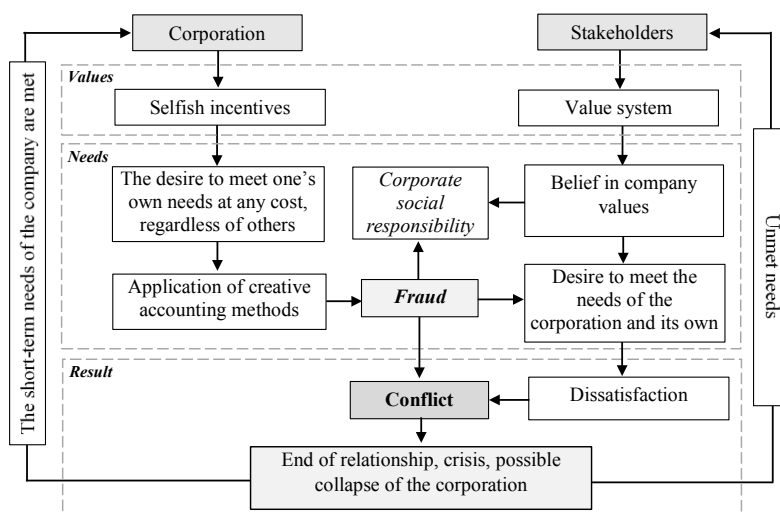 Corporation
Stakeholders
Values
Selfish incentives
Value system
Needs
The desire to meet one's
own needs at any cost,
regardless of others
Corporate
social
responsibility
Belief in company
values
Application of creative
accounting methods
Fraud
Desire to meet the
needs of the
corporation and its own
Result
Conflict
Dissatisfaction
End of relationship, crisis, possible
collapse of the corporation
The short-term needs of the company are met
Unmet needs